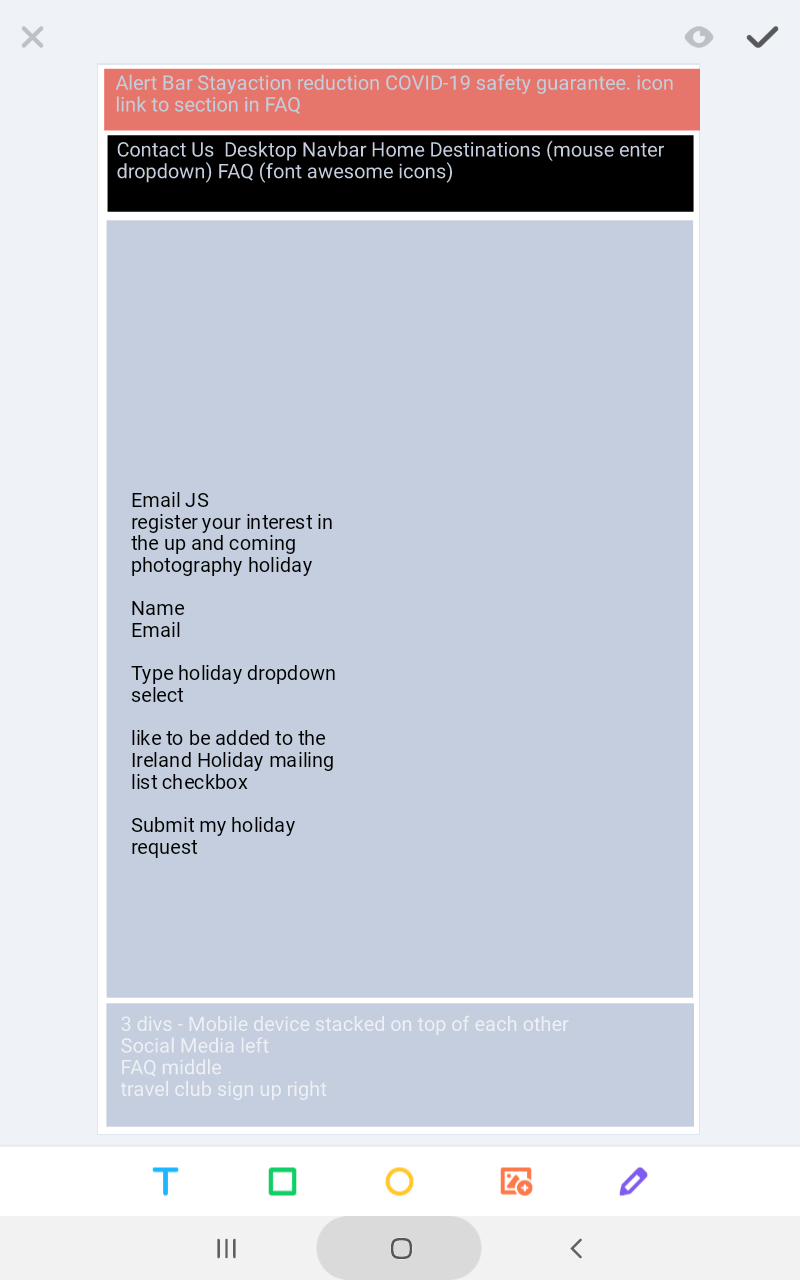 Alert Bar Stayaction reduction COVID-19 safety guarantee. icon
link to section in FAQ
Contact Us  Desktop Navbar Home Destinations (mouse enter
dropdown) FAQ (font awesome icons)
Email JS
register your interest in
the up and coming
photography holiday
Name
Email
Type holiday dropdown
select
like to be added to the
Ireland Holiday mailing
list checkbox
Submit my holiday
request
3 divs - Mobile device stacked on top of each other
Social Media left
FAQ middle
travel club sign up right